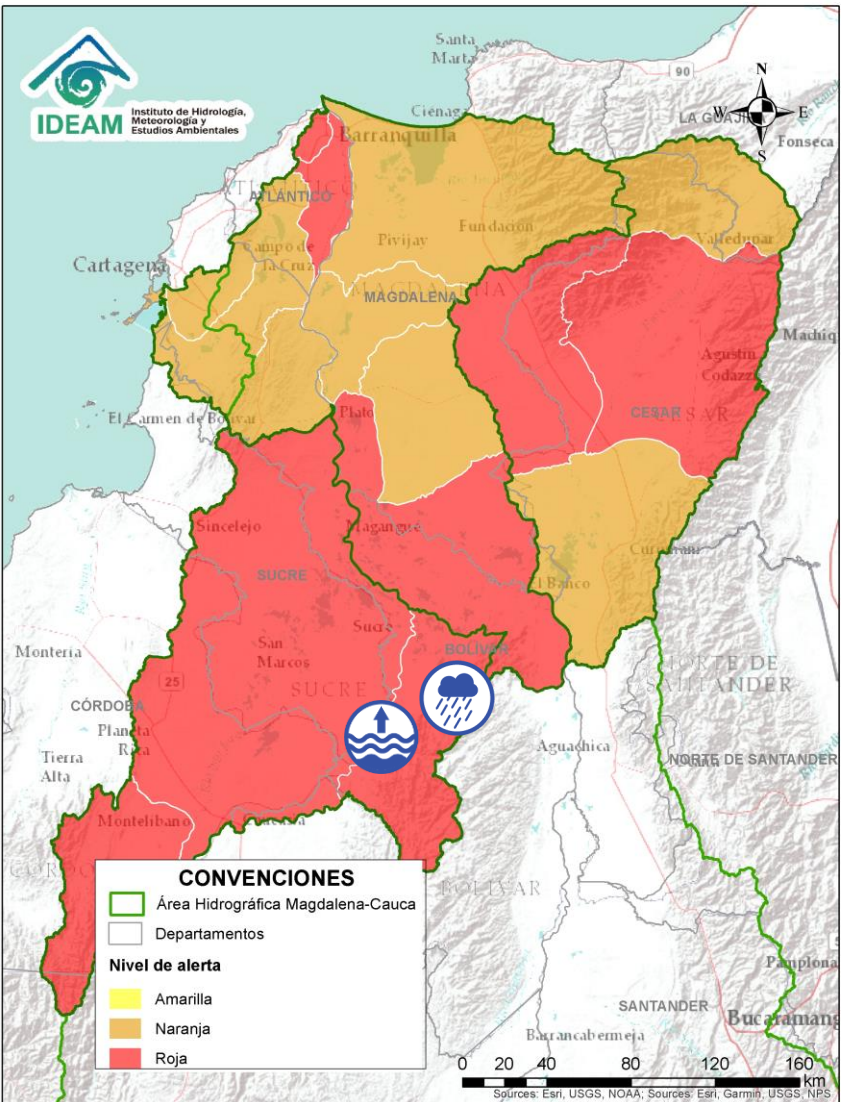 IDEAM
Instituto de Hidrología,
Meteorología y
Estudios Ambientales
Santa
Marta
90
N
W
E
S
Ciénaga
LA GUAJIRA
Fonseca
Barranquilla
ATLÁNTICO
Valledupar
Fundación
Pivijay
Campo de
la Cruz
Cartagena
MAGDALENA
Machiq
Agustín
Codazzi
CESAR
CESAR
Plato
El Carmen de Bolívar
Sincelejo
Magangué
SUCRE
Curumaní
El Banco
Sucre
BOLÍVAR
Montería
San
Marcos
25
SUCRE
NORTE DE
SANTANDER
CÓRDOBA
Planeta
Rica
Tierra
Alta
Aguachica
NORTE DE SANTANDER
Montelíbano
BOLÍVAR
CONVENCIONES
Área Hidrográfica Magdalena-Cauca
Departamentos
Nivel de alerta
Amarilla
Naranja
Roja
Pamplona
SANTANDER
Bucaramang
Barrancabermeja
0 20 40 80 120 160
km
Sources: Esri, USGS, NOAA; Sources: Esri, Garmin, USGS, NPS